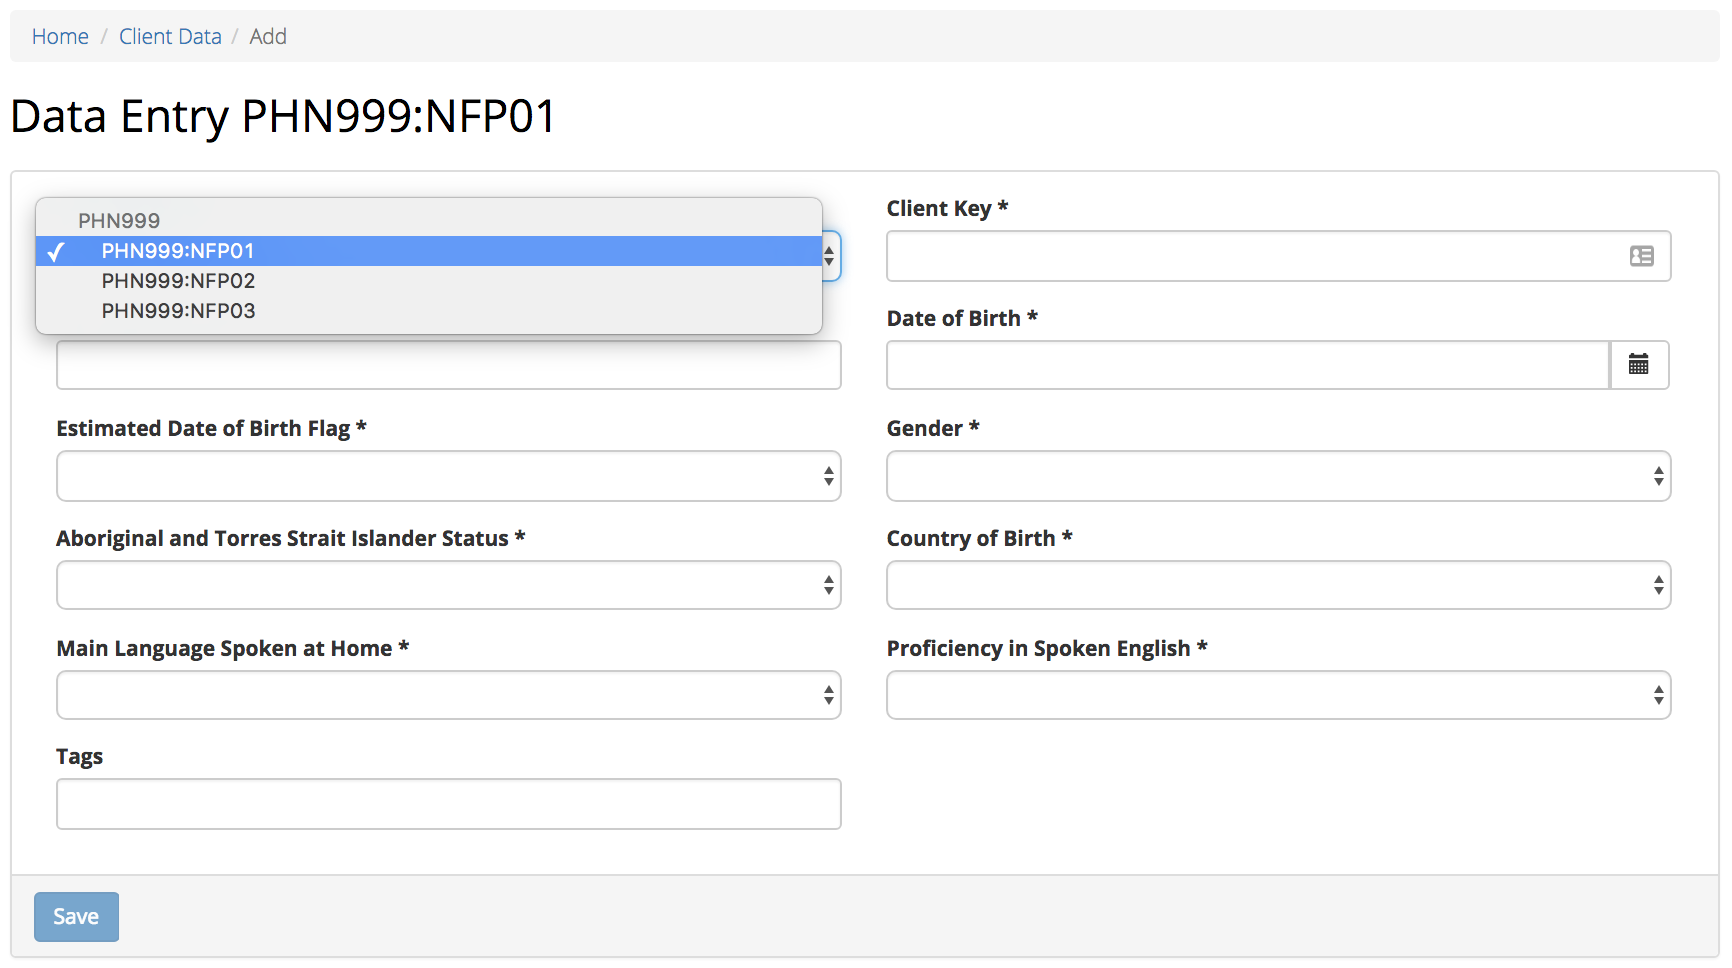 Home / Client Data / Add
Data Entry PHN999:NFP01
PHN999
✓ PHN999:NFP01
PHN999:NFP02
PHN999:NFP03
Client Key *
Date of Birth *
Estimated Date of Birth Flag *
Gender *
Aboriginal and Torres Strait Islander Status *
Country of Birth *
Main Language Spoken at Home *
Proficiency in Spoken English *
Tags
Save